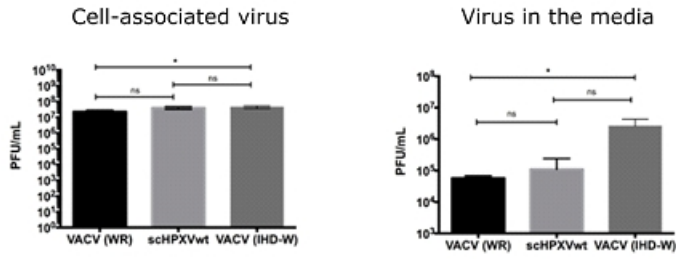 Cell-associated virus
PFU/mL
10¹⁰
10⁹
10⁸
10⁷
10⁶
10⁵
10⁴
10³
10²
10¹
10⁰
*
ns
ns
VACV (WR) scHPXVwt VACV (IHD-W)
Virus in the media
PFU/mL
10⁸
10⁷
10⁶
10⁵
10⁴
10³
*
ns
ns
VACV (WR) scHPXVwt VACV (IHD-W)